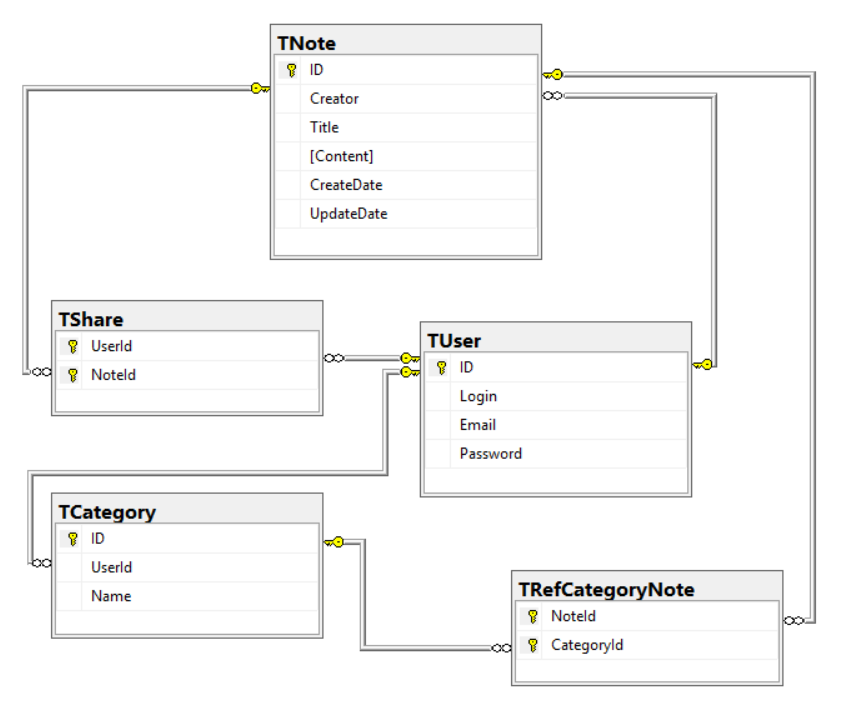 TNote
ID
Creator
Title
[Content]
CreateDate
UpdateDate
TShare
UserId
NoteId
TUser
ID
Login
Email
Password
TCategory
ID
UserId
Name
TRefCategoryNote
NoteId
CategoryId